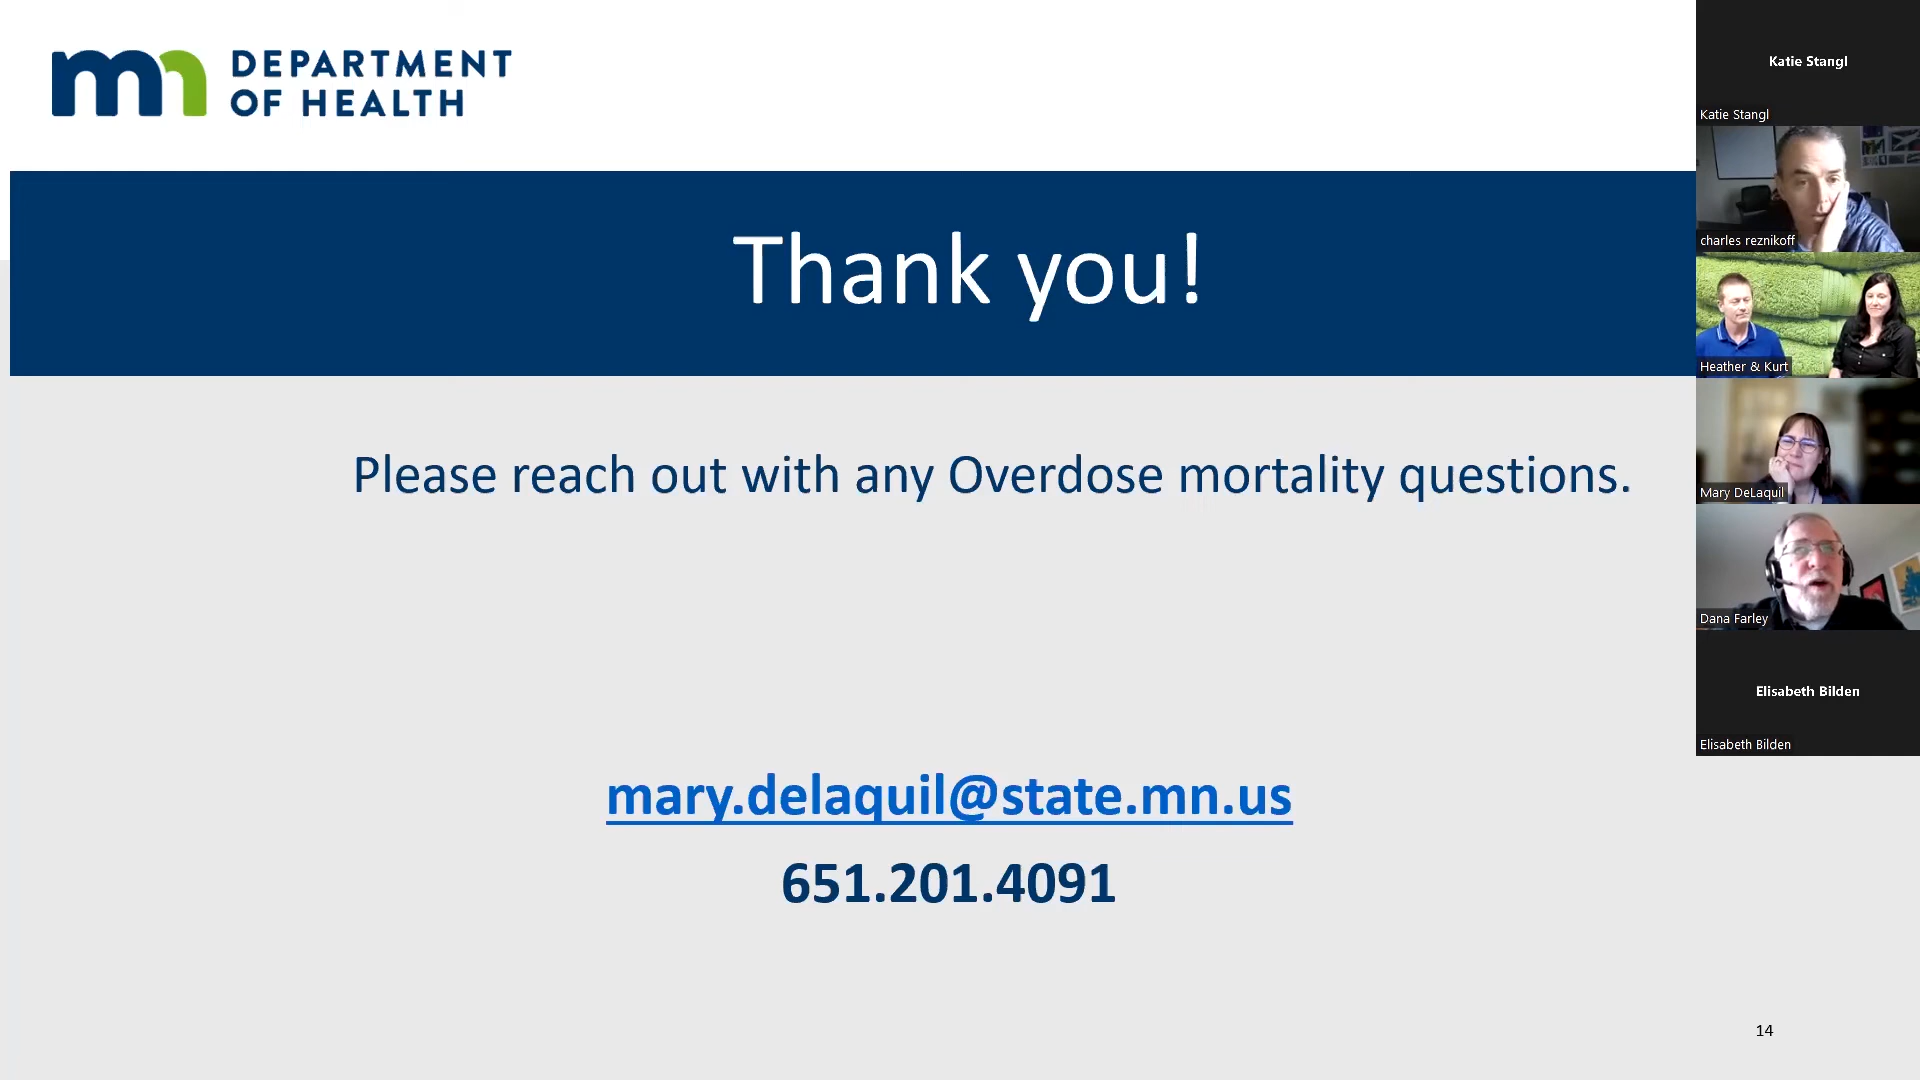 mn DEPARTMENT
OF HEALTH
Thank you!
Please reach out with any Overdose mortality questions.
mary.delaquil@state.mn.us
651.201.4091
14
Katie Stangl
Katie Stangl
charles reznikoff
Heather & Kurt
Mary DeLaquil
Dana Farley
Elisabeth Bilden
Elisabeth Bilden